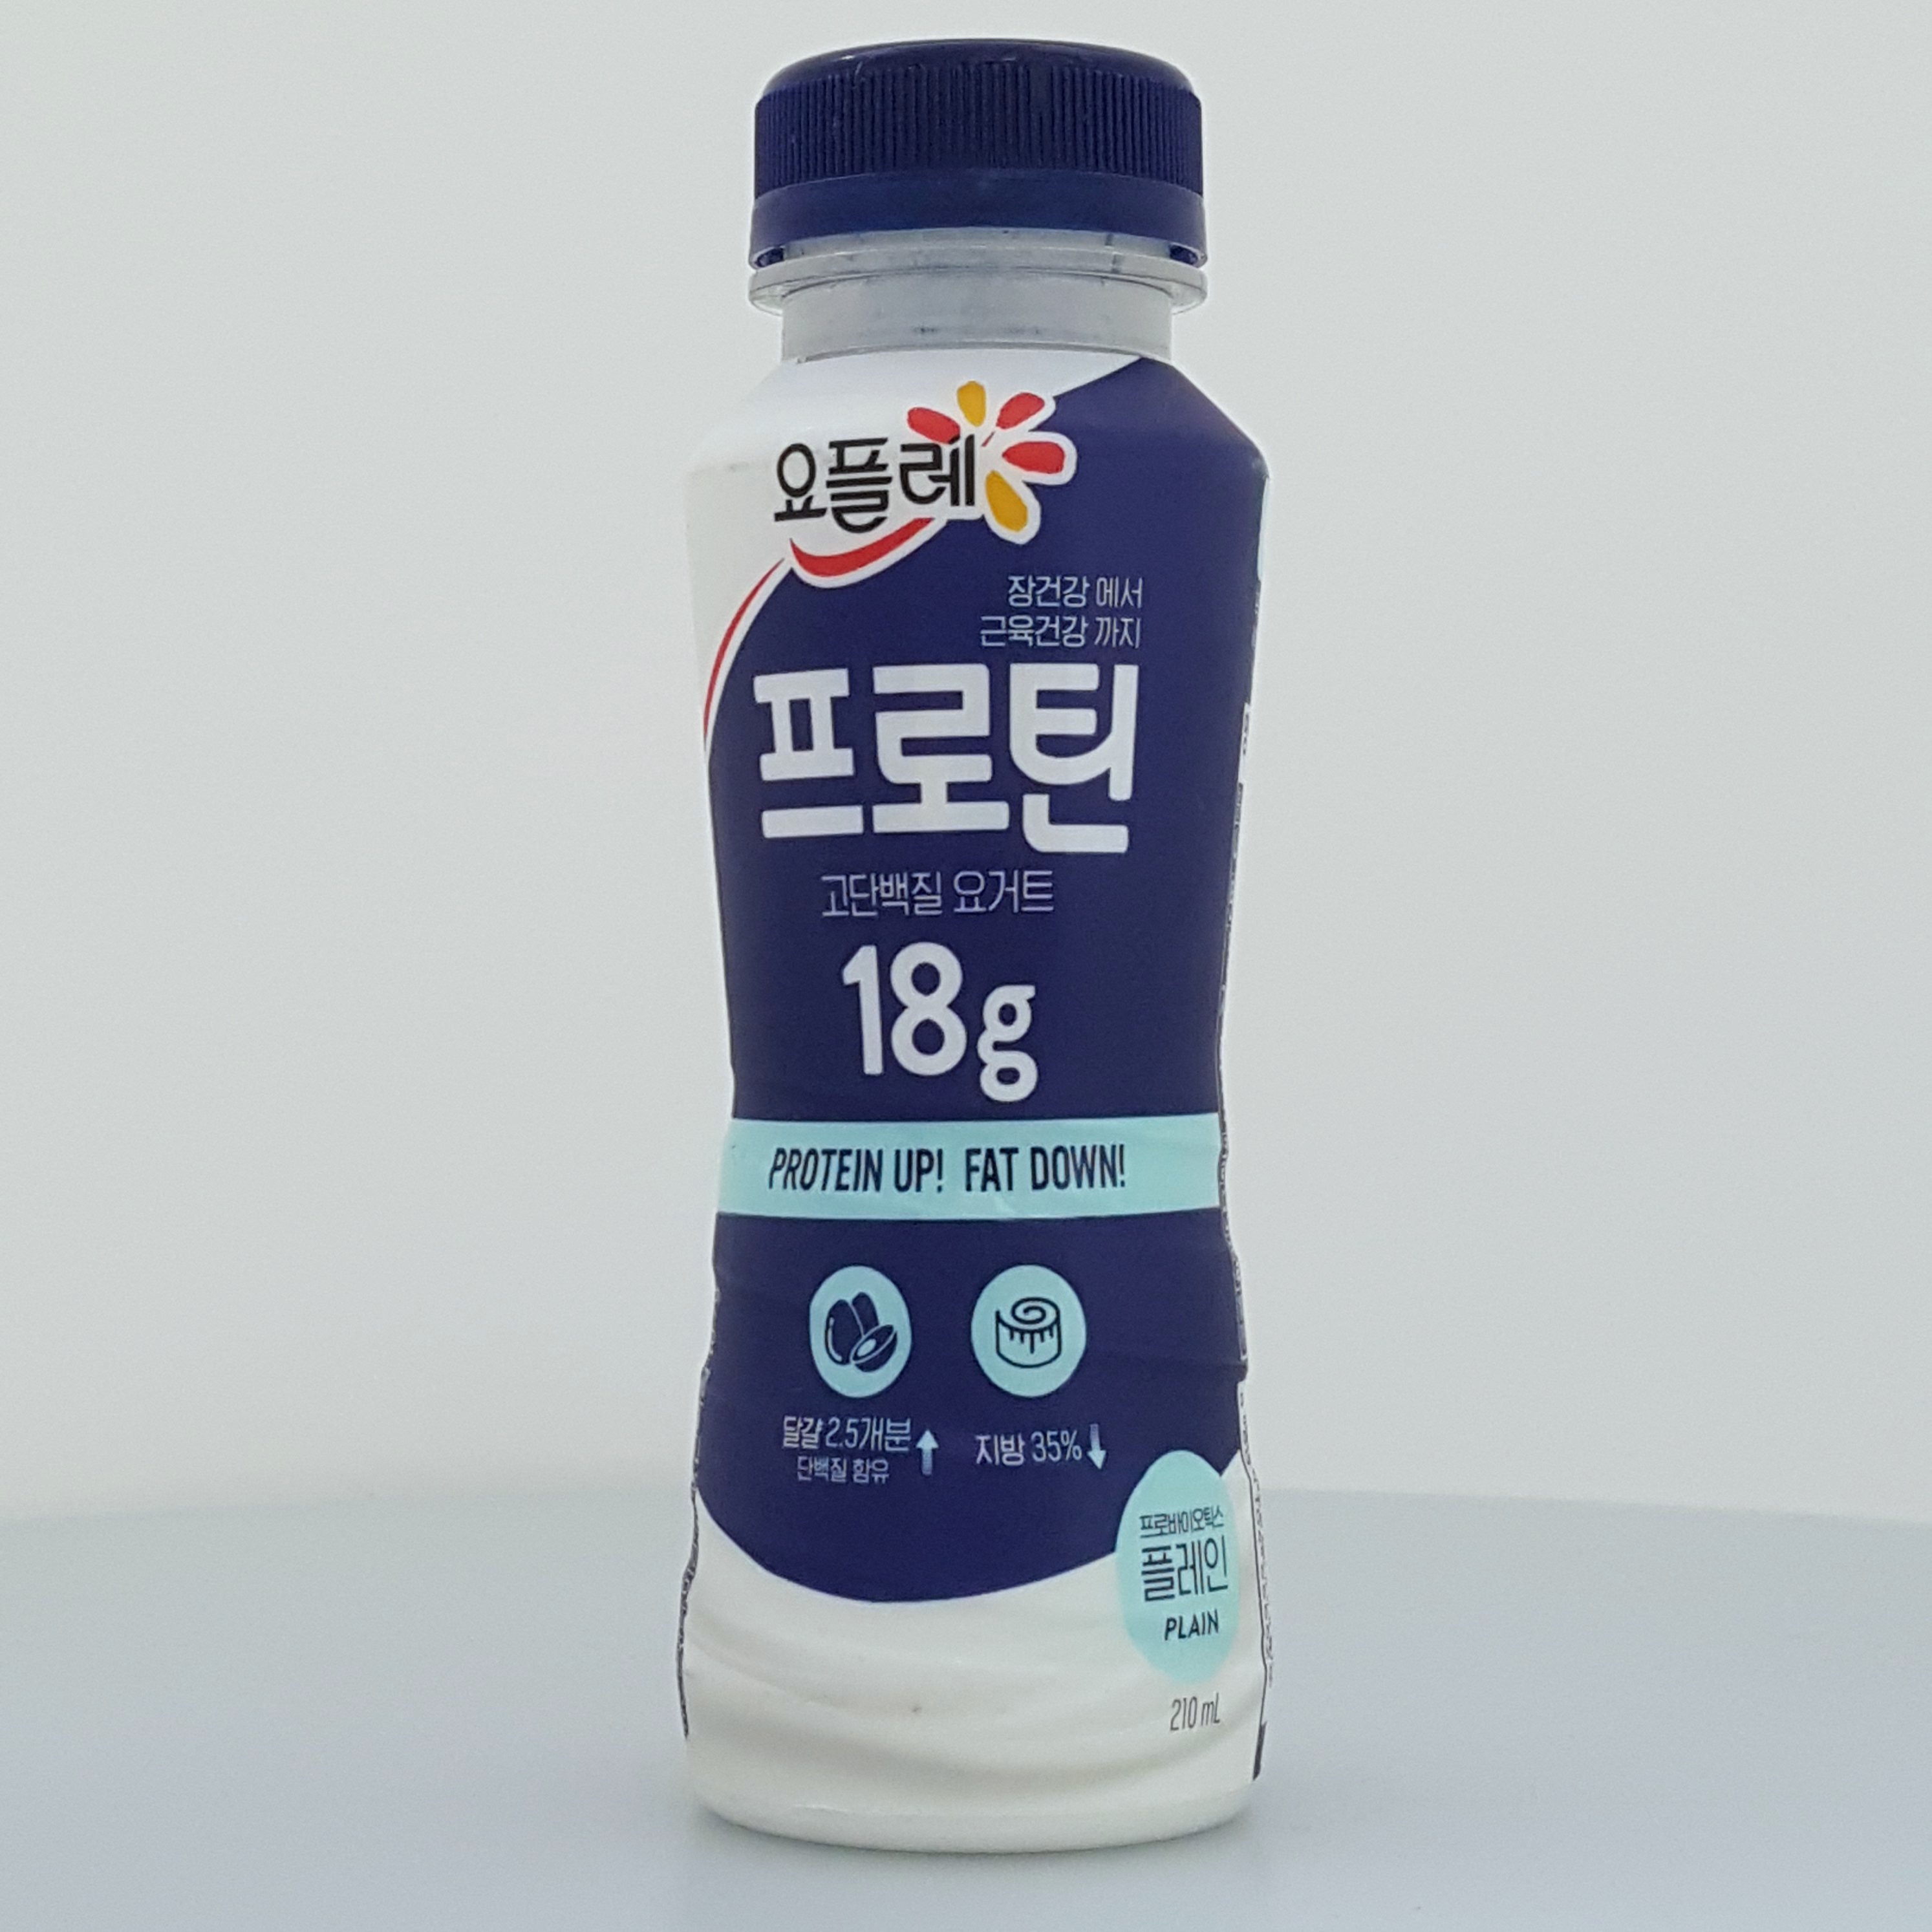 요플레
장건강 에서
근육건강 까지
프로틴
고단백질 요거트
18g
PROTEIN UP! FAT DOWN!
달걀 2.5개분
단백질 함유
지방 35%
프로바이오틱스
플레인
PLAIN
210 mL